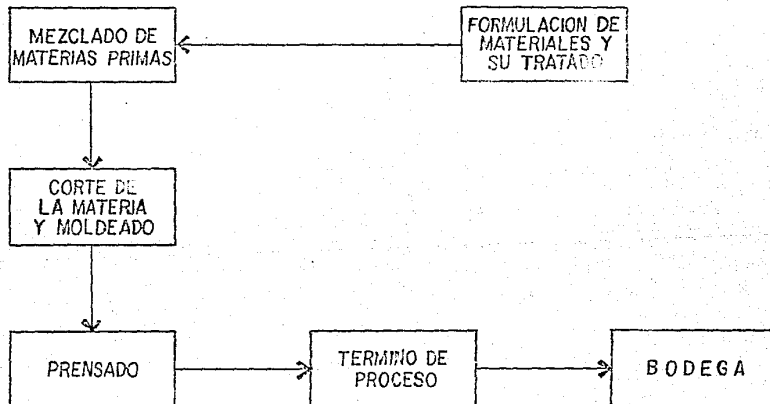 MEZCLADO DE
MATERIAS PRIMAS
FORMULACION DE
MATERIALES Y
SU TRATADO
CORTE DE
LA MATERIA
Y MOLDEADO
PRENSADO
TERMINO DE
PROCESO
BODEGA